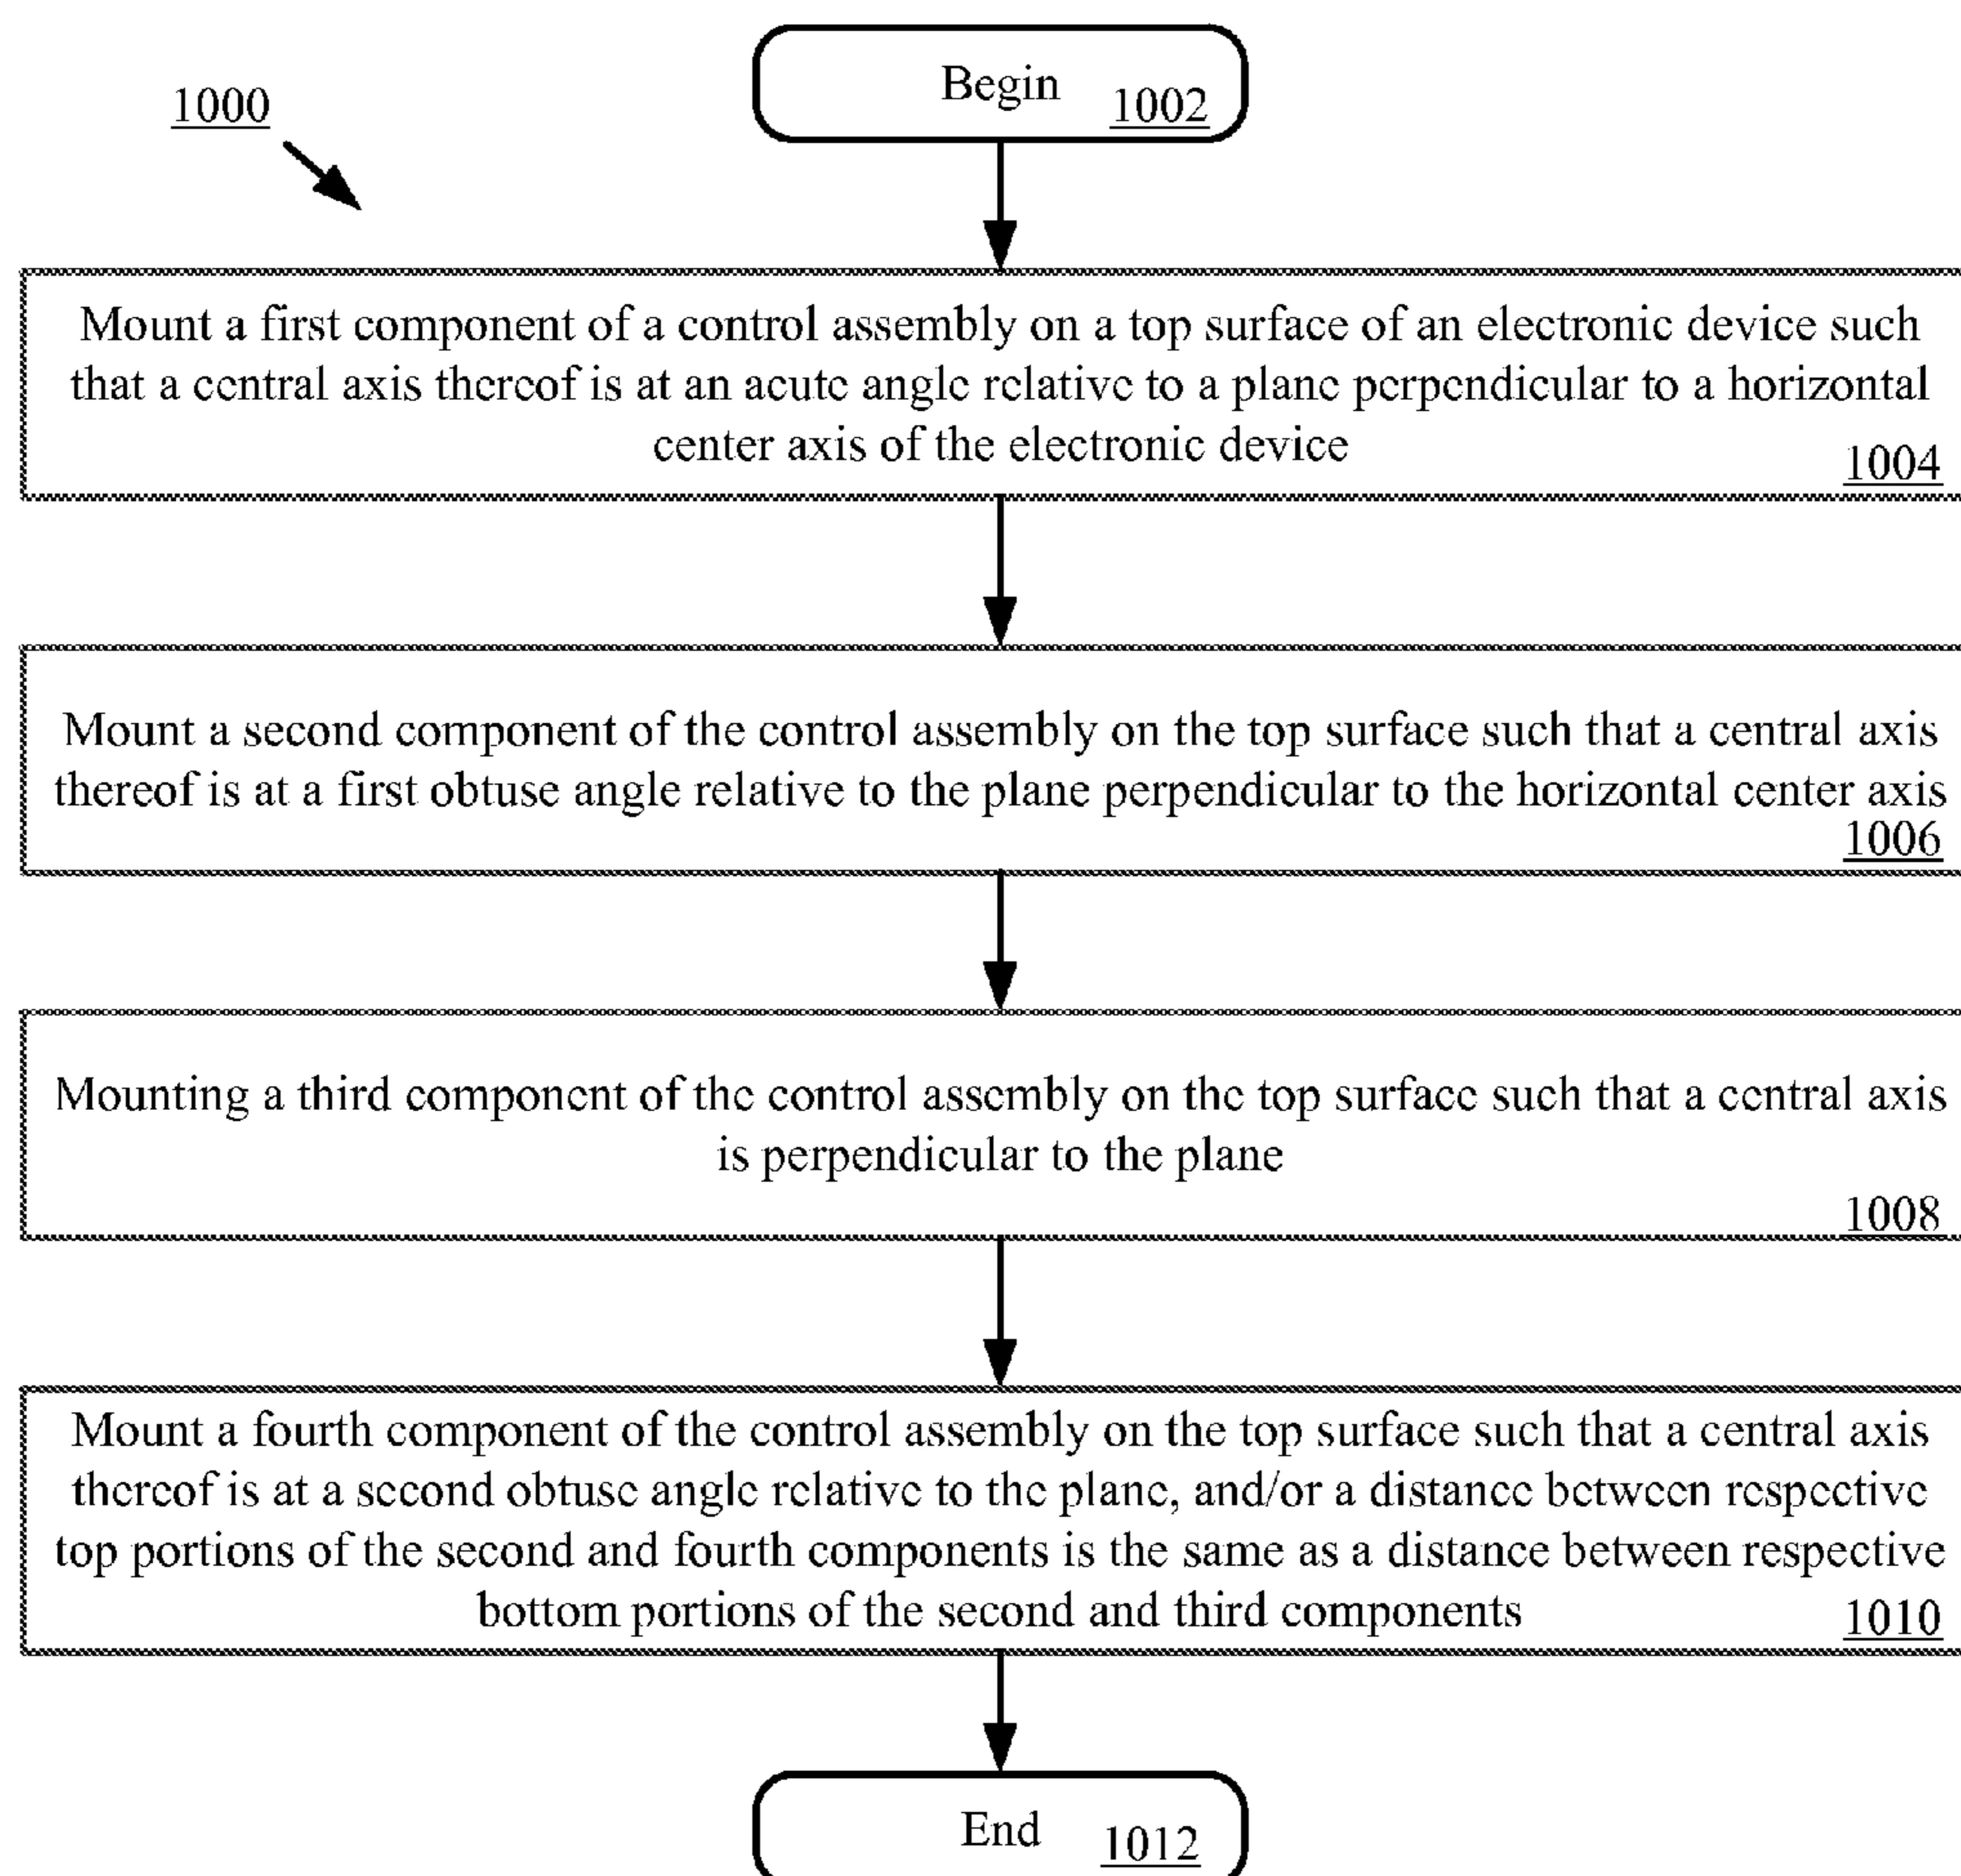 1000
Begin 1002
Mount a first component of a control assembly on a top surface of an electronic device such
that a central axis thereof is at an acute angle relative to a plane perpendicular to a horizontal
center axis of the electronic device
1004
Mount a second component of the control assembly on the top surface such that a central axis
thereof is at a first obtuse angle relative to the plane perpendicular to the horizontal center axis
1006
Mounting a third component of the control assembly on the top surface such that a central axis
is perpendicular to the plane
1008
Mount a fourth component of the control assembly on the top surface such that a central axis
thereof is at a second obtuse angle relative to the plane, and/or a distance between respective
top portions of the second and fourth components is the same as a distance between respective
bottom portions of the second and third components
1010
End 1012